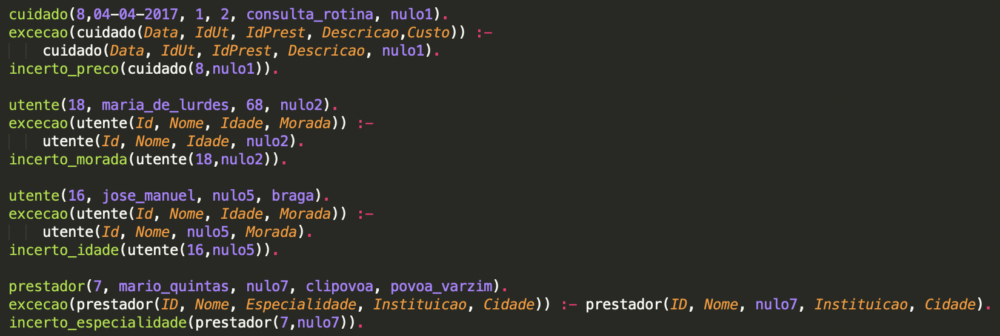 cuidado(8,04-04-2017, 1, 2, consulta_rotina, nulo1).
excecao(cuidado(Data, IdUt, IdPrest, Descricao,Custo)) :-
cuidado(Data, IdUt, IdPrest, Descricao, nulo1).
incerto_preco(cuidado(8,nulo1)).
utente(18, maria_de_lurdes, 68, nulo2).
excecao(utente(Id, Nome, Idade, Morada)) :-
utente(Id, Nome, Idade, nulo2).
incerto_morada(utente(18,nulo2)).
utente(16, jose_manuel, nulo5, braga).
excecao(utente(Id, Nome, Idade, Morada)) :-
utente(Id, Nome, nulo5, Morada).
incerto_idade(utente(16,nulo5)).
prestador(7, mario_quintas, nulo7, clipovoa, povoa_varzim).
excecao(prestador(ID, Nome, Especialidade, Instituicao, Cidade)) :- prestador(ID, Nome, nulo7, Instituicao, Cidade).
incerto_especialidade(prestador(7,nulo7)).